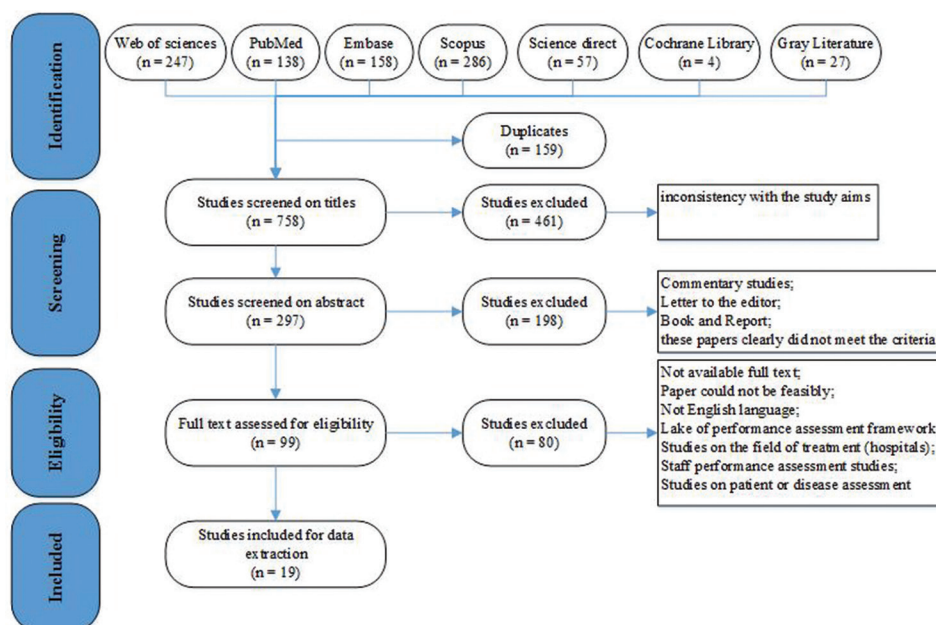 Identification
Web of sciences
(n = 247)
PubMed
(n = 138)
Embase
(n = 158)
Scopus
(n = 286)
Science direct
(n = 57)
Cochrane Library
(n = 4)
Gray Literature
(n = 27)
Duplicates
(n = 159)
Screening
Studies screened on titles
(n = 758)
Studies excluded
(n = 461)
inconsistency with the study aims
Studies screened on abstract
(n = 297)
Studies excluded
(n = 198)
Commentary studies;
Letter to the editor;
Book and Report;
these papers clearly did not meet the criteria
Eligibility
Full text assessed for eligibility
(n = 99)
Studies excluded
(n = 80)
Not available full text;
Paper could not be feasibly;
Not English language;
Lake of performance assessment framework
Studies on the field of treatment (hospitals);
Staff performance assessment studies;
Studies on patient or disease assessment
Included
Studies included for data
extraction
(n = 19)